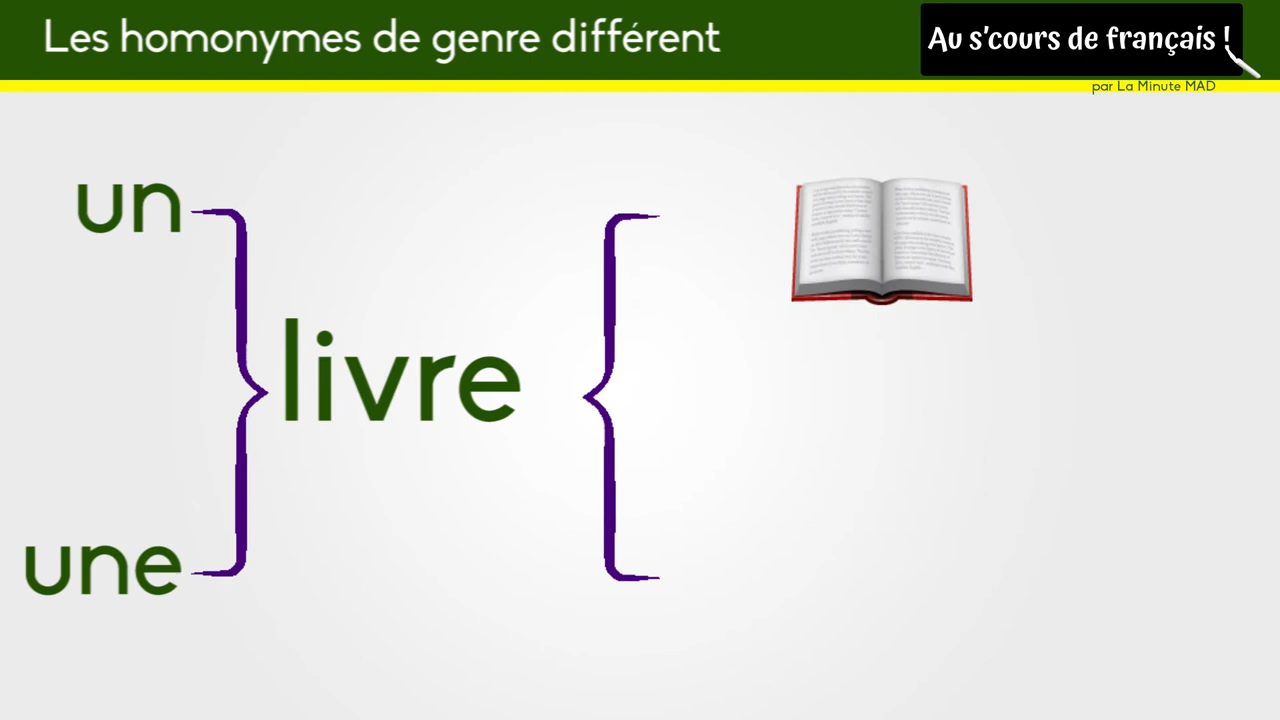 Les homonymes de genre différent
Au s'cours de français !
par La Minute MAD
un
livre
une